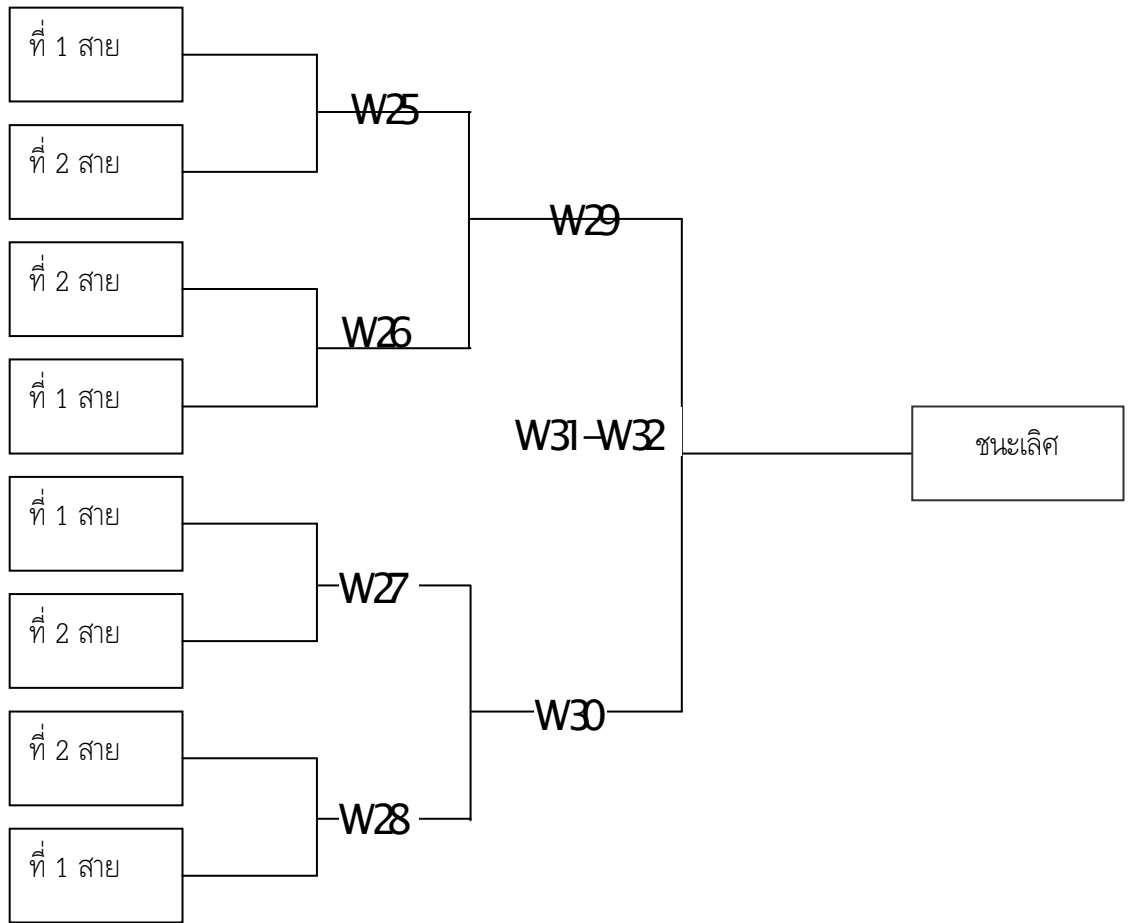 ที่ 1 สาย
W25
ที่ 2 สาย
W29
ที่ 2 สาย
W26
ที่ 1 สาย
W31–W32
ชนะเลิศ
ที่ 1 สาย
W27
ที่ 2 สาย
W30
ที่ 2 สาย
W28
ที่ 1 สาย